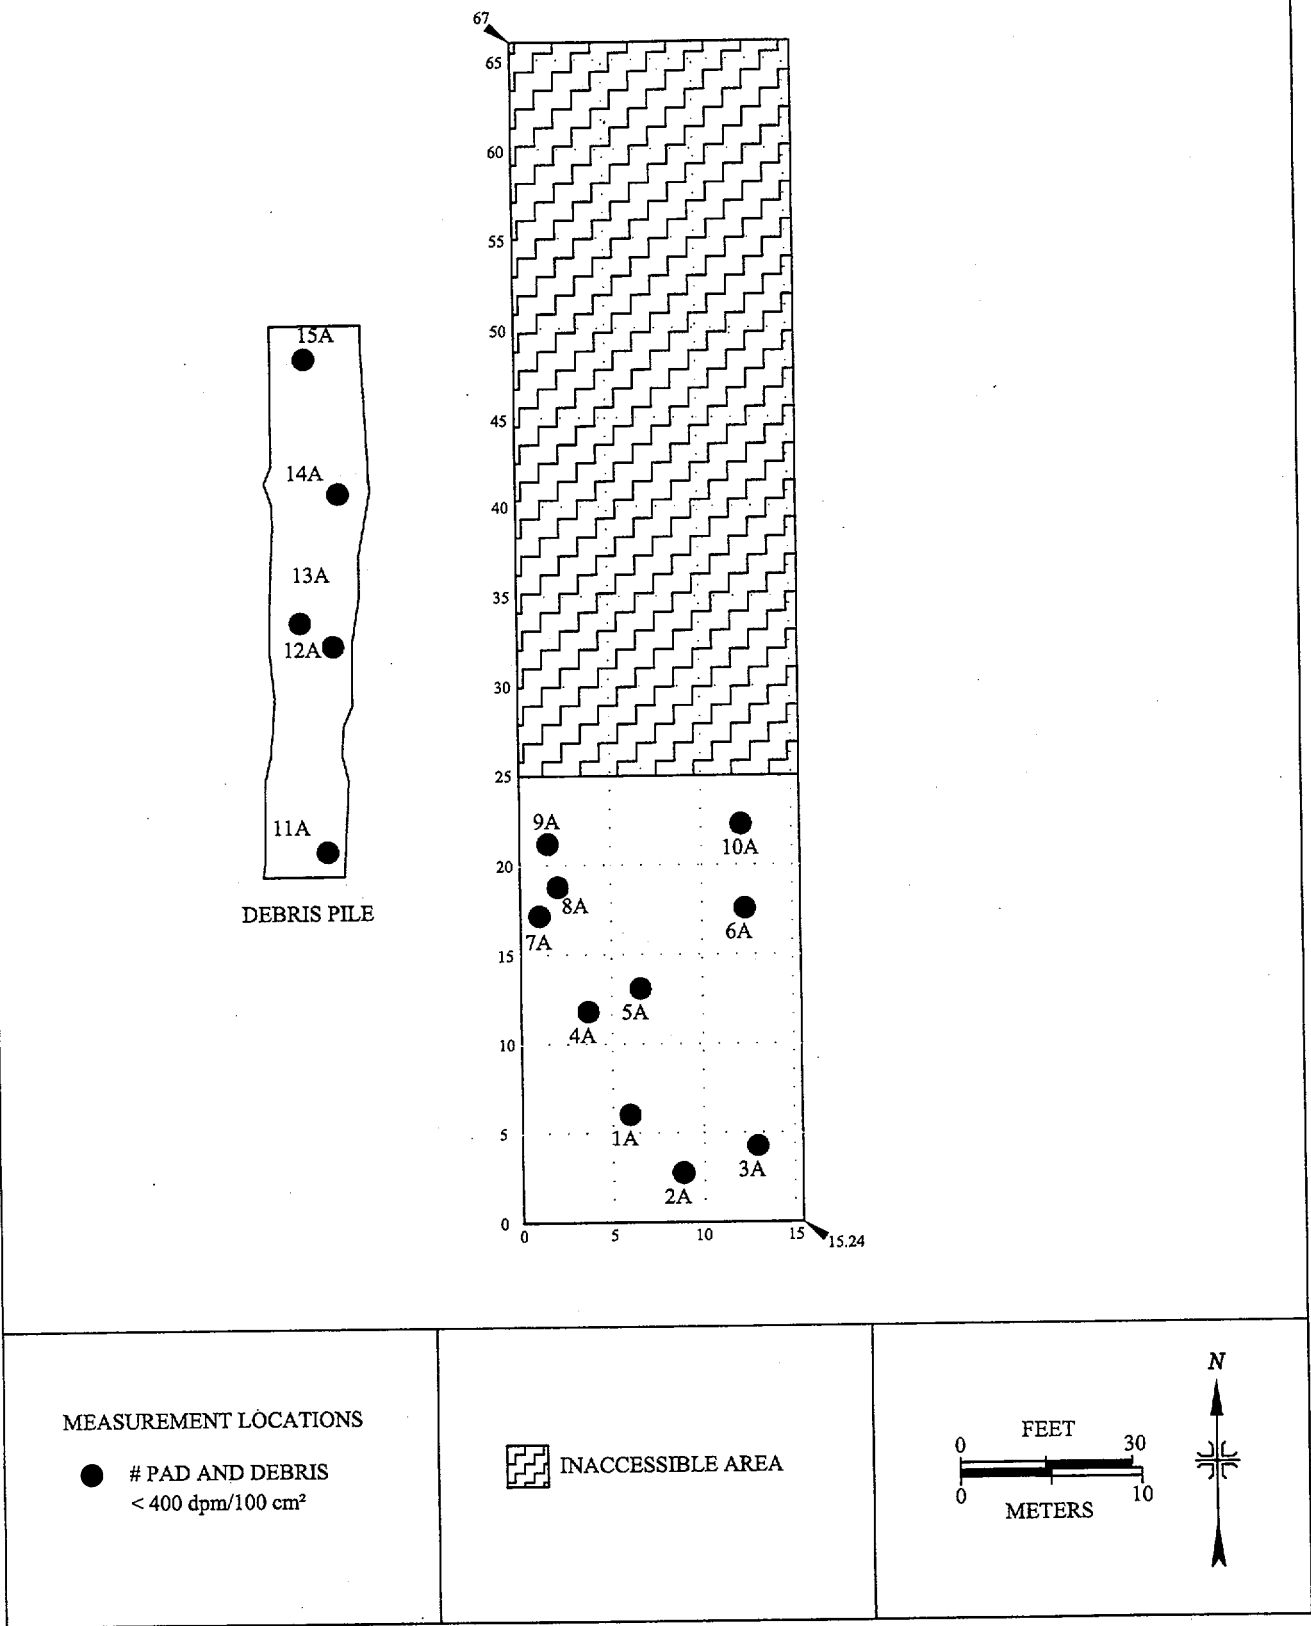 67
65
60
55
50
15A
45
14A
40
13A
35
12A
30
25
9A
11A
10A
20
8A
DEBRIS PILE
6A
7A
15
5A
4A
10
1A
5
3A
2A
0
0 5 10 15
15.24
MEASUREMENT LOCATIONS
# PAD AND DEBRIS
< 400 dpm/100 cm²
INACCESSIBLE AREA
FEET
0 30
0 10
METERS
N